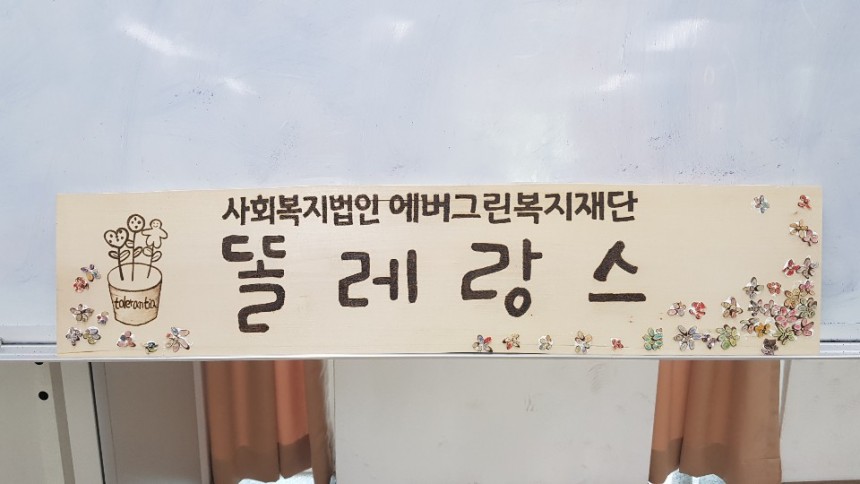 사회복지법인 에버그린복지재단
똘레랑스
tolerantia